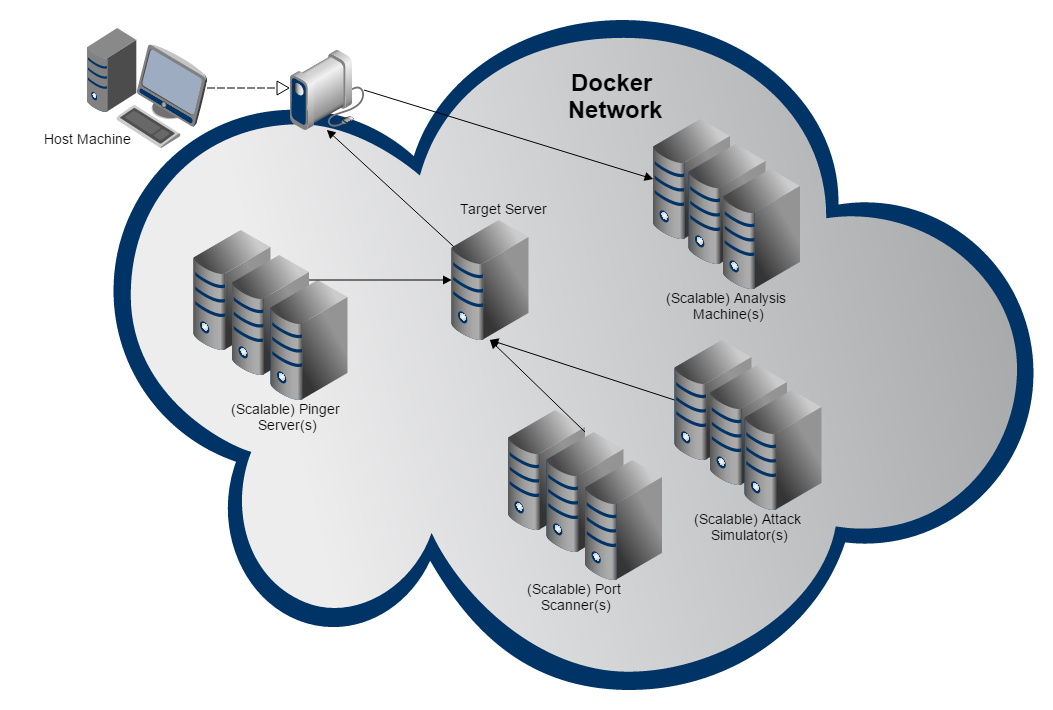 Docker
Network
Host Machine
Target Server
(Scalable) Analysis
Machine(s)
(Scalable) Pinger
Server(s)
(Scalable) Attack
Simulator(s)
(Scalable) Port
Scanner(s)